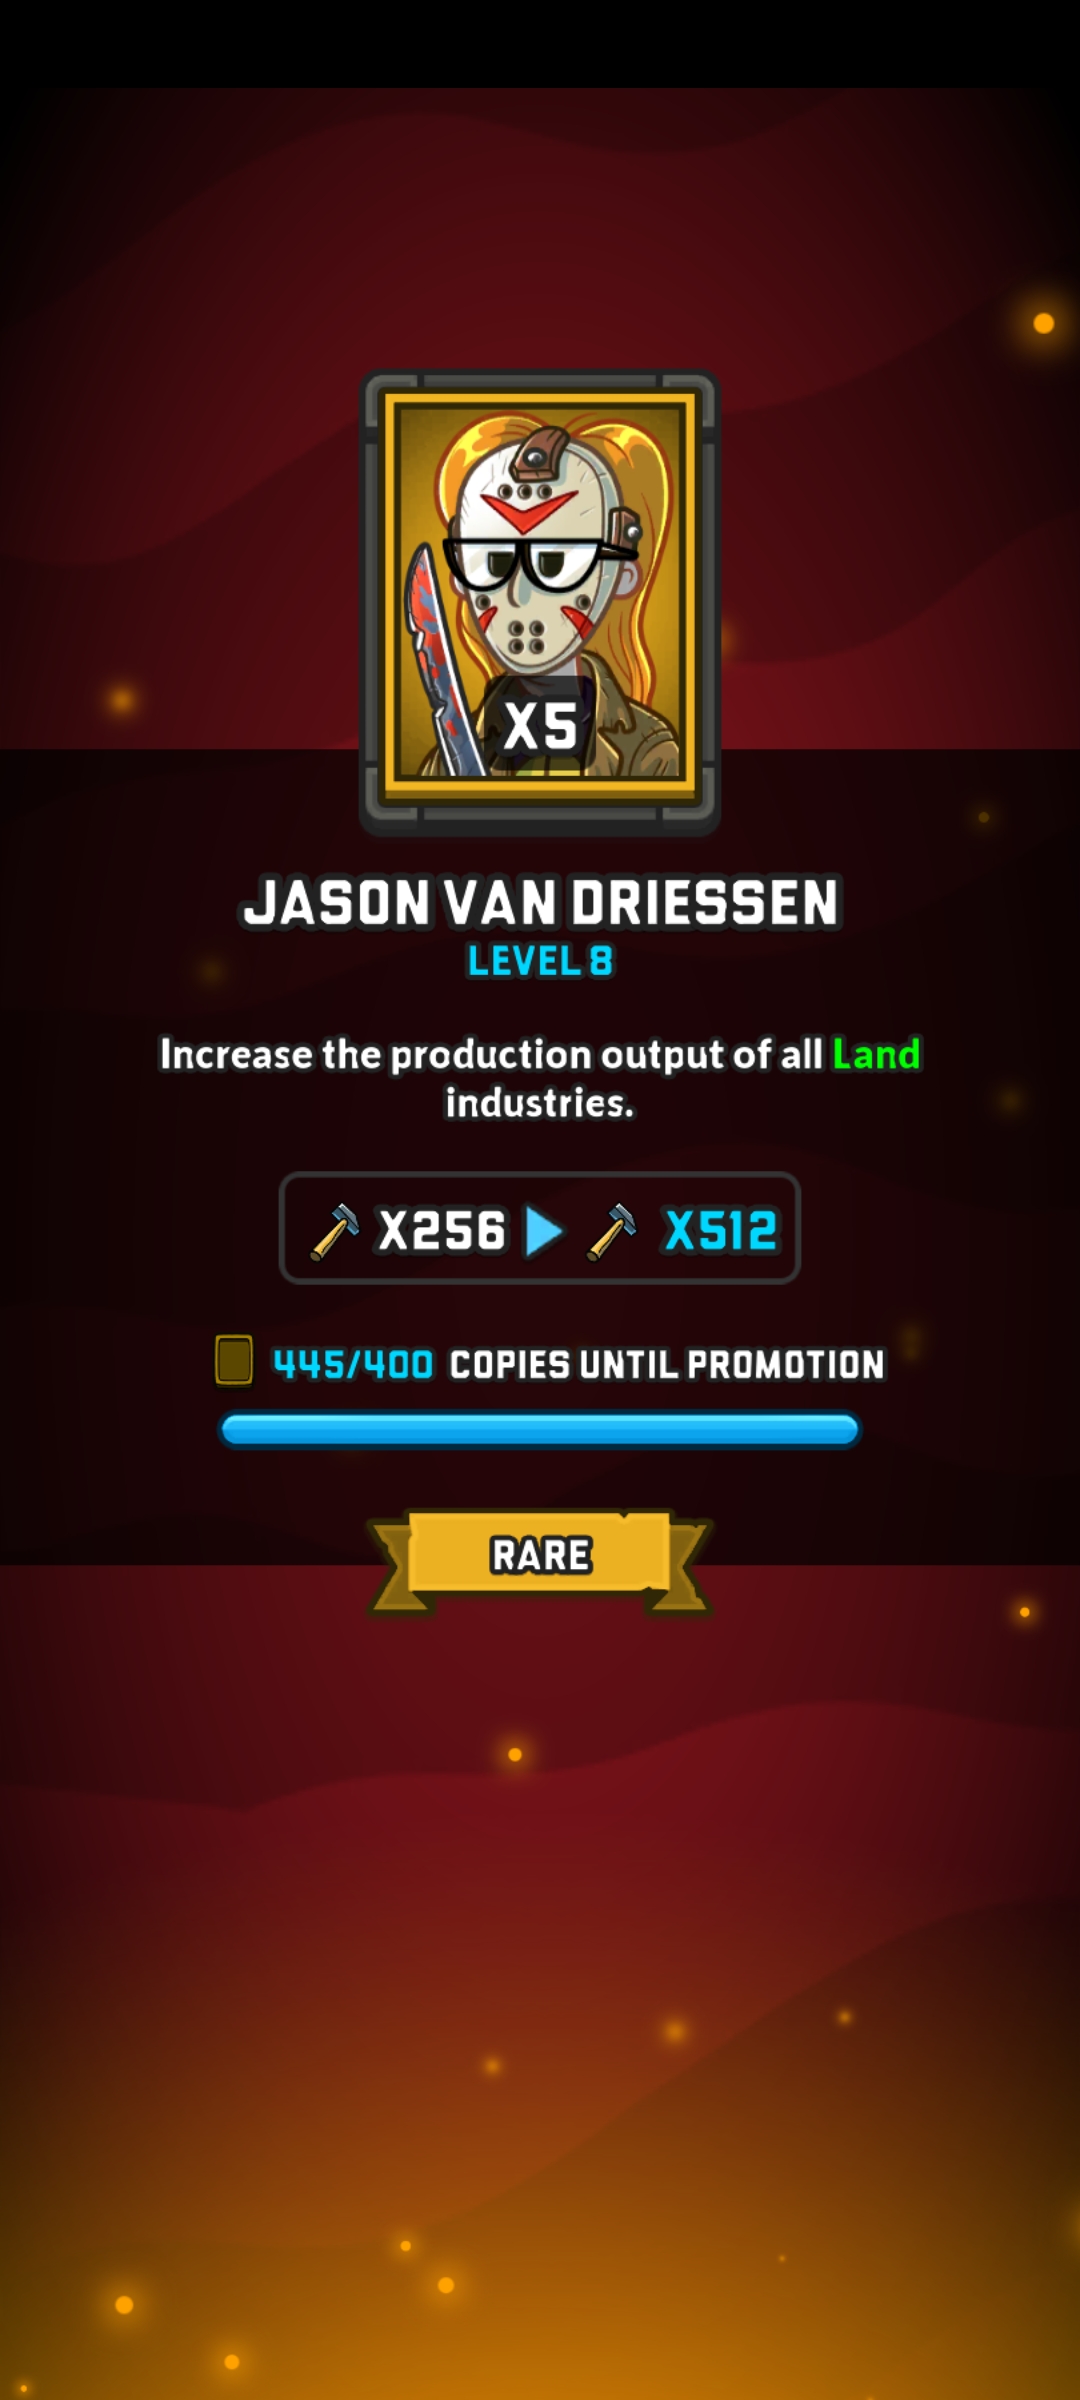 X5
JASON VAN DRIESSEN
LEVEL 8
Increase the production output of all Land
industries.
X256 X512
445/400 COPIES UNTIL PROMOTION
RARE